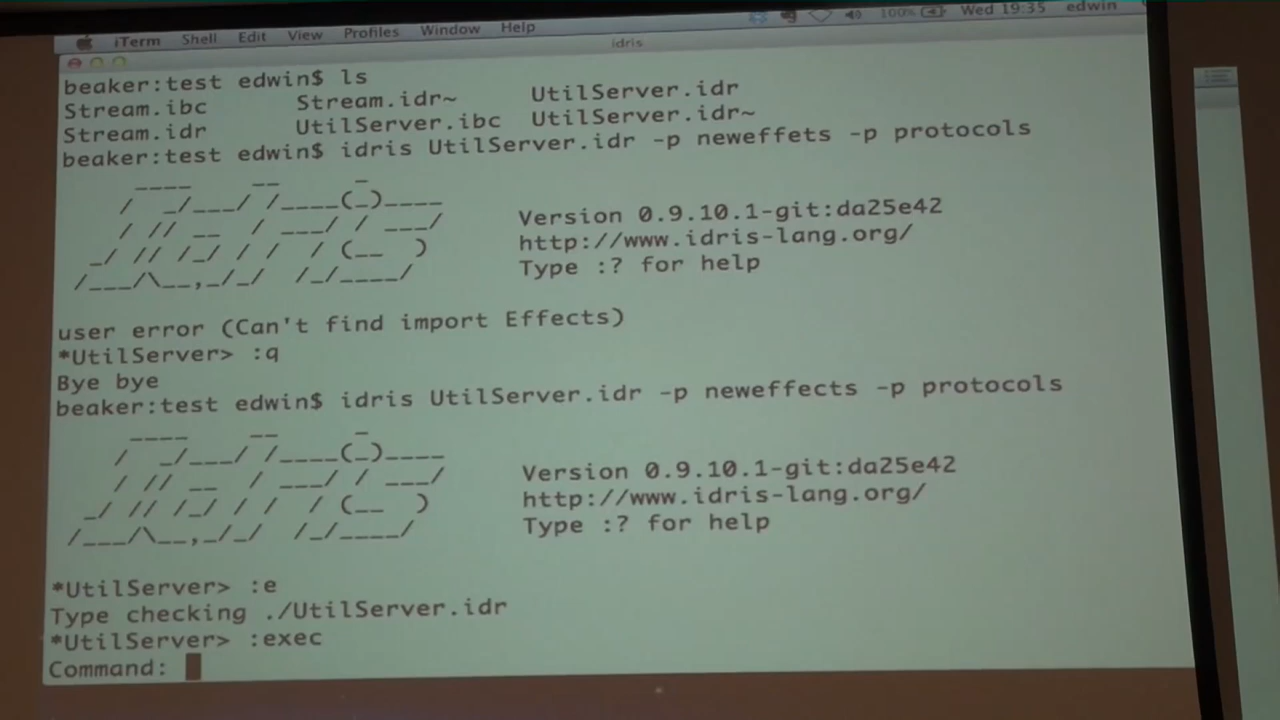 iTerm Shell Edit View Profiles Window Help 100% Wed 19:35 edwin
idris
beaker:test edwin$ ls
Stream.ibc Stream.idr~ UtilServer.idr
Stream.idr UtilServer.ibc UtilServer.idr~
beaker:test edwin$ idris UtilServer.idr -p neweffets -p protocols
Version 0.9.10.1-git:da25e42
http://www.idris-lang.org/
Type :? for help
user error (Can't find import Effects)
*UtilServer> :q
Bye bye
beaker:test edwin$ idris UtilServer.idr -p neweffects -p protocols
Version 0.9.10.1-git:da25e42
http://www.idris-lang.org/
Type :? for help
*UtilServer> :e
Type checking ./UtilServer.idr
*UtilServer> :exec
Command: